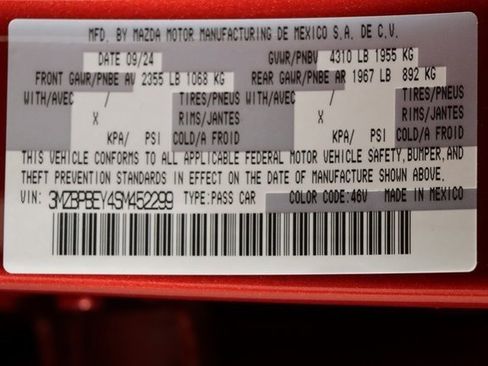 MFD. BY MAZDA MOTOR MANUFACTURING DE MEXICO S.A. DE C.V.
DATE 09/24 GVWR/PNBV 4310 LB 1955 KG
FRONT GAWR/PNBE AV 2355 LB 1068 KG REAR GAWR/PNBE AR 1967 LB 892 KG
WITH/AVEC / TIRES/PNEUS WITH/AVEC / TIRES/PNEUS
X RIMS/JANTES X RIMS/JANTES
KPA/ PSI COLD/A FROID KPA/ PSI COLD/A FROID
THIS VEHICLE CONFORMS TO ALL APPLICABLE FEDERAL MOTOR VEHICLE SAFETY, BUMPER, AND
THEFT PREVENTION STANDARDS IN EFFECT ON THE DATE OF MANUFACTURE SHOWN ABOVE.
VIN: 3MZBPBEY4SM452299 TYPE:PASS CAR COLOR CODE:46V MADE IN MEXICO